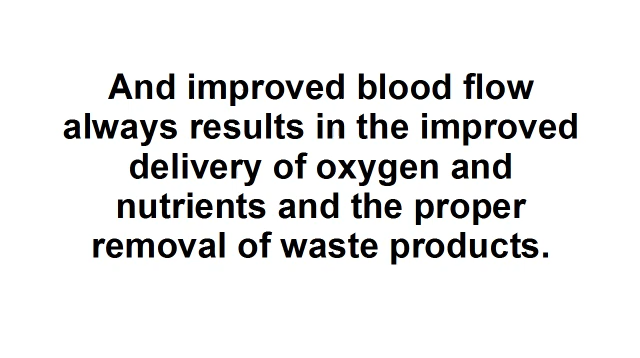 And improved blood flow
always results in the improved
delivery of oxygen and
nutrients and the proper
removal of waste products.